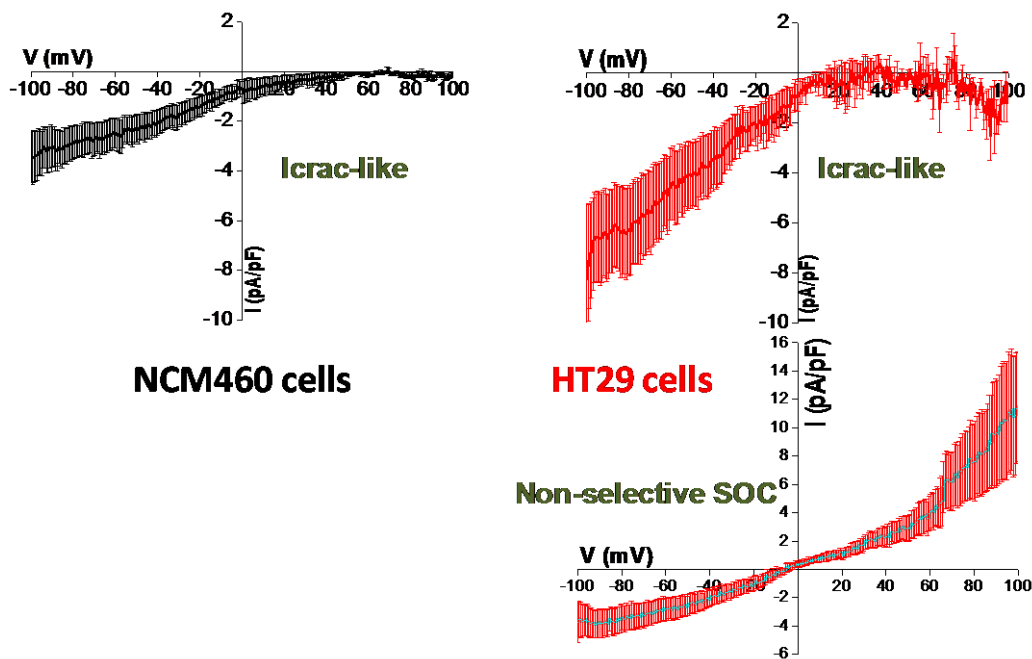 2
V (mV)
-100 -80 -60 -40 -20
20 40 60 80 100
-2
-4
-6
-8
-10
I (pA/pF)
Icrac-like
NCM460 cells
2
V (mV)
-100 -80 -60 -40 -20
20 40 60 80 100
-2
-4
-6
-8
-10
I (pA/pF)
Icrac-like
HT29 cells
16
14
12
10
8
6
4
2
I (pA/pF)
Non-selective SOC
V (mV)
-100 -80 -60 -40 -20 0 20 40 60 80 100
-2
-4
-6